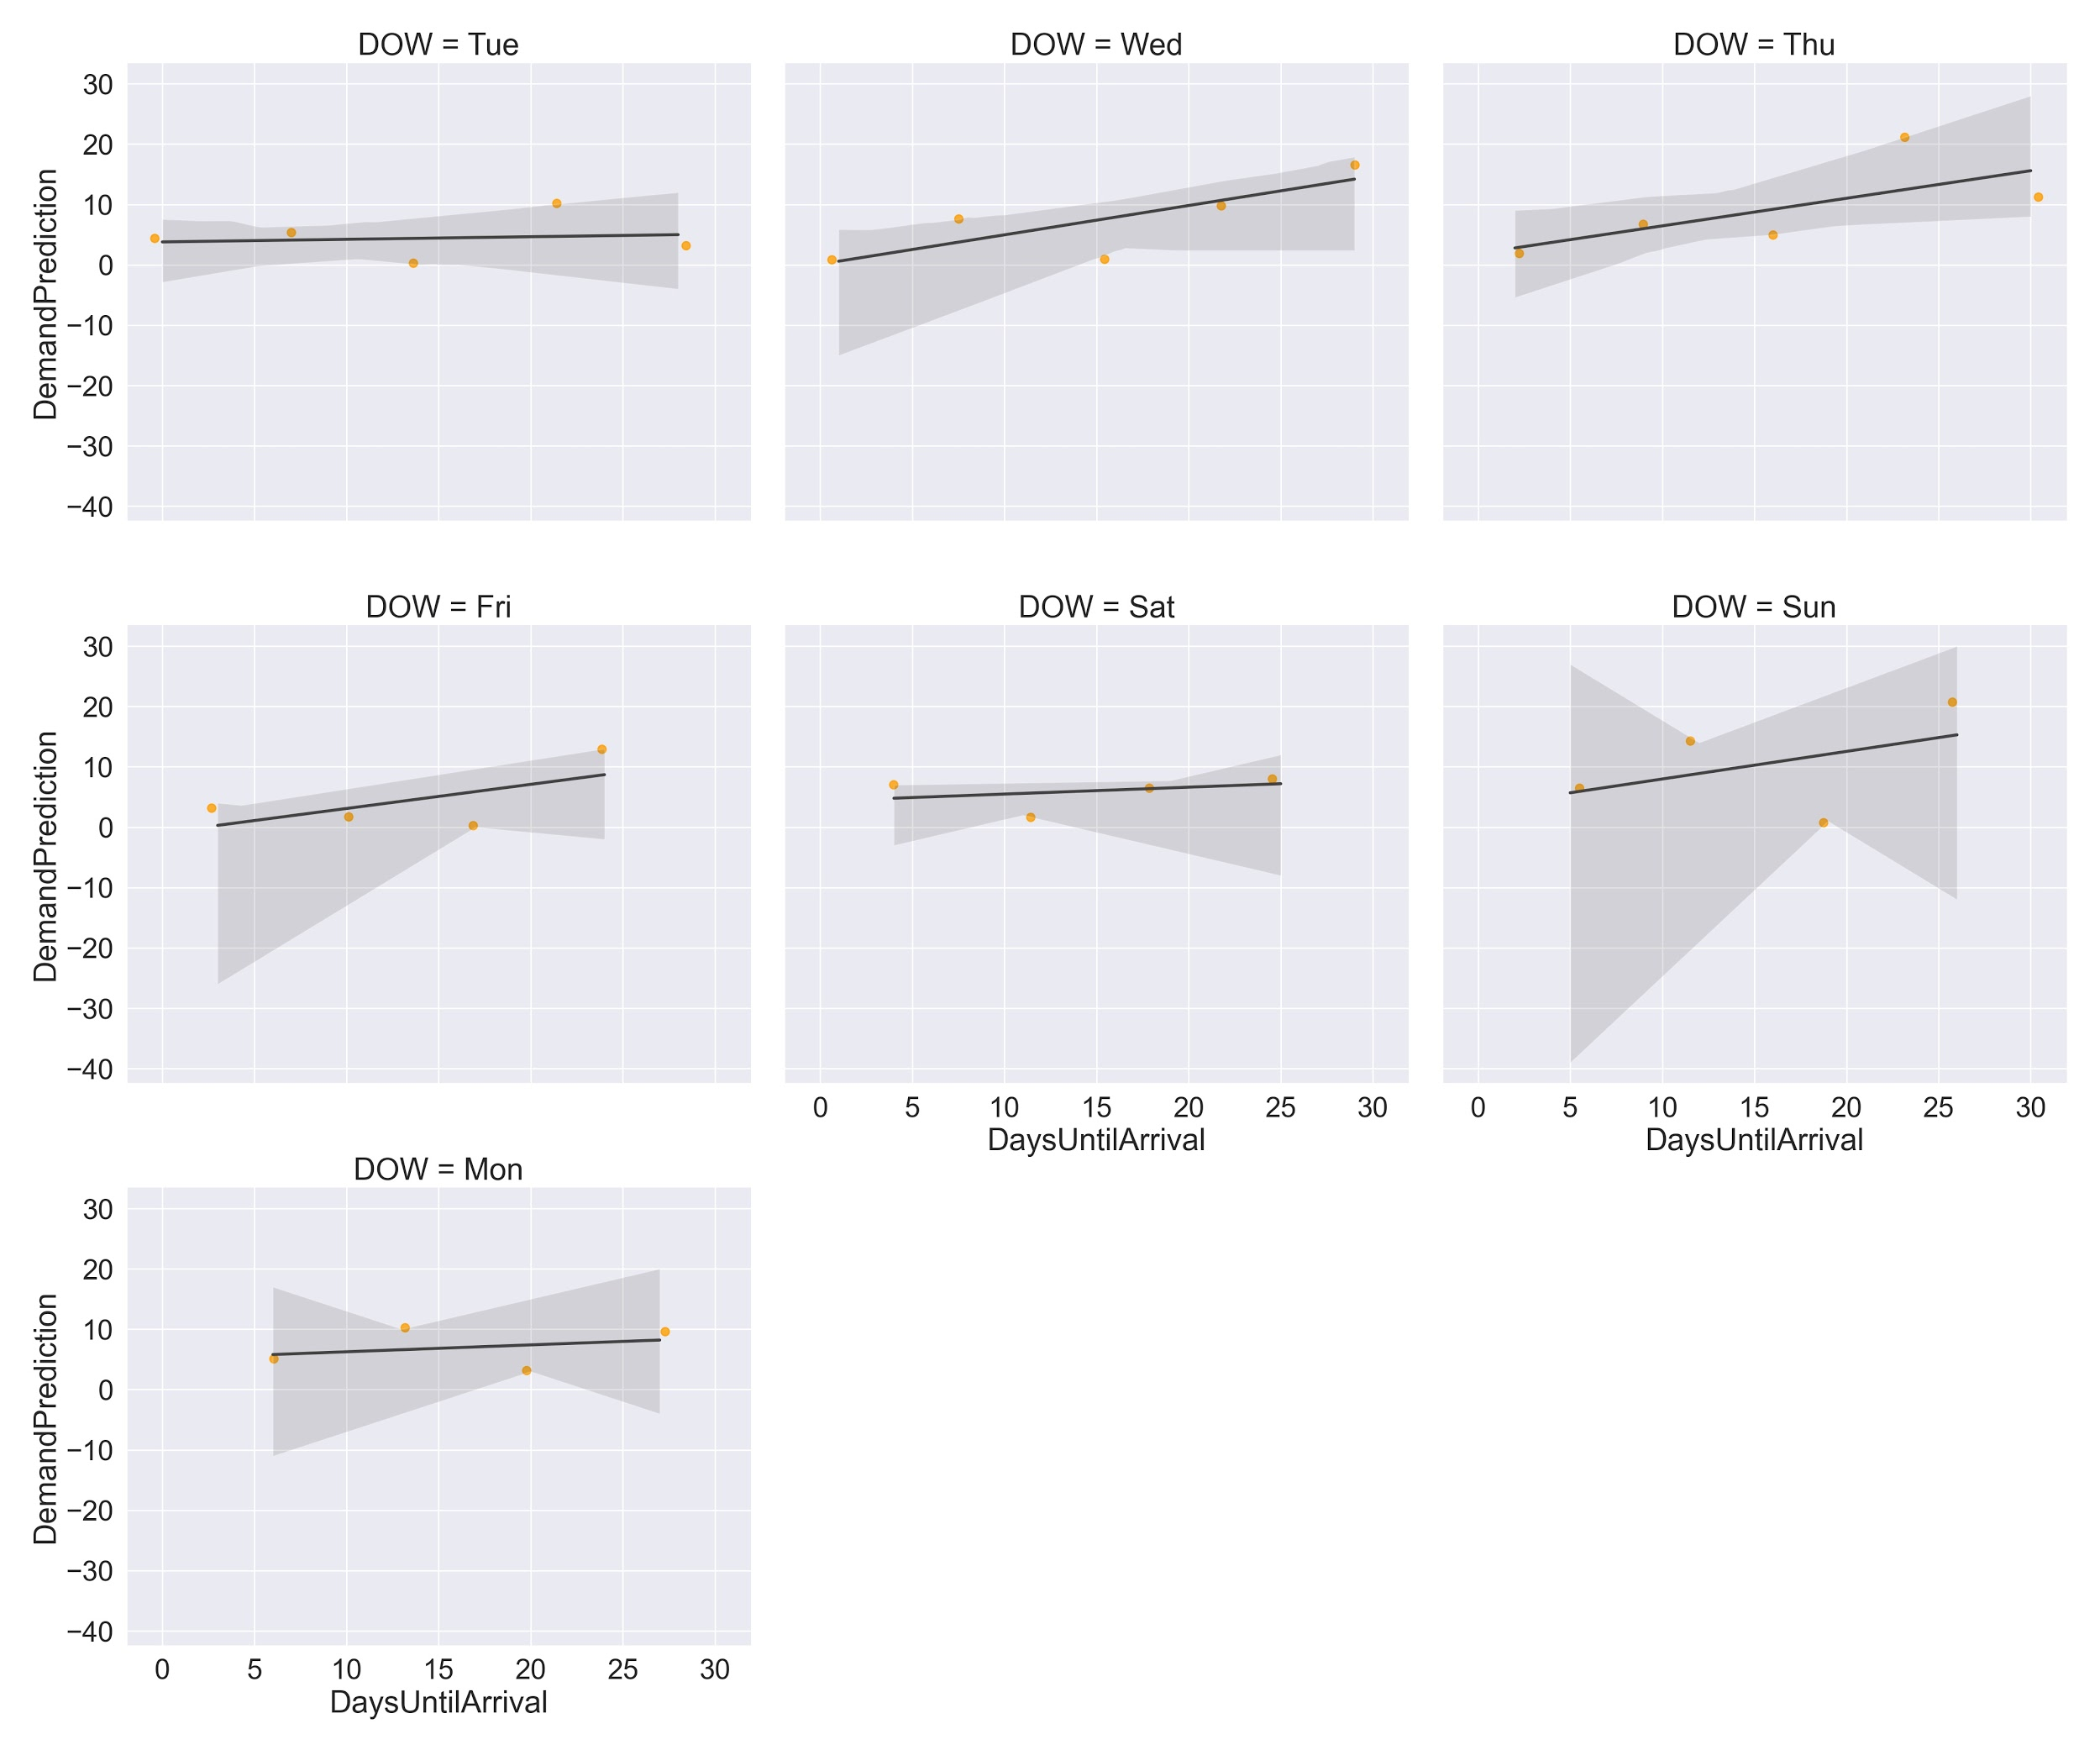 DOW = Tue
DOW = Wed
DOW = Thu
30
20
10
0
−10
−20
−30
−40
DemandPrediction
DOW = Fri
DOW = Sat
DOW = Sun
30
20
10
0
−10
−20
−30
−40
DemandPrediction
0 5 10 15 20 25 30
DaysUntilArrival
0 5 10 15 20 25 30
DaysUntilArrival
DOW = Mon
30
20
10
0
−10
−20
−30
−40
DemandPrediction
0 5 10 15 20 25 30
DaysUntilArrival